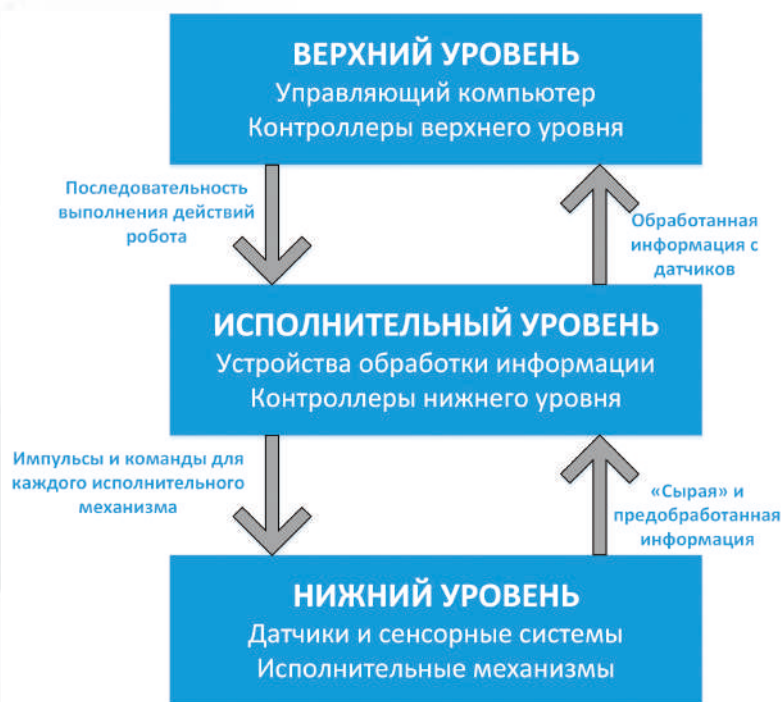 ВЕРХНИЙ УРОВЕНЬ
Управляющий компьютер
Контроллеры верхнего уровня
Последовательность
выполнения действий
робота
Обработанная
информация с
датчиков
ИСПОЛНИТЕЛЬНЫЙ УРОВЕНЬ
Устройства обработки информации
Контроллеры нижнего уровня
Импульсы и команды для
каждого исполнительного
механизма
«Сырая» и
предобработанная
информация
НИЖНИЙ УРОВЕНЬ
Датчики и сенсорные системы
Исполнительные механизмы